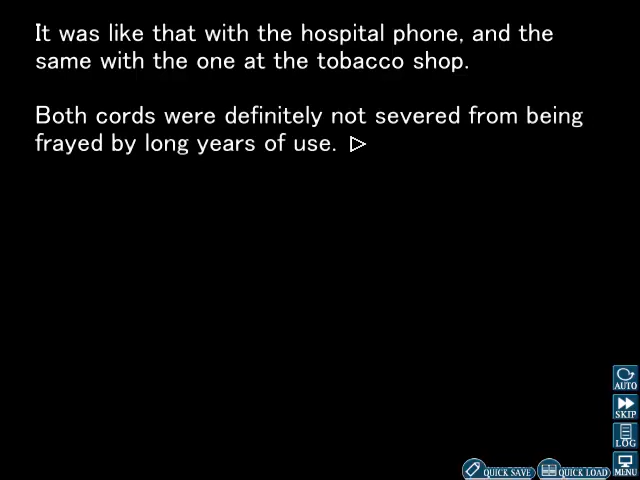 It was like that with the hospital phone, and the
same with the one at the tobacco shop.
Both cords were definitely not severed from being
frayed by long years of use.
AUTO
SKIP
LOG
MENU
QUICK SAVE
QUICK LOAD